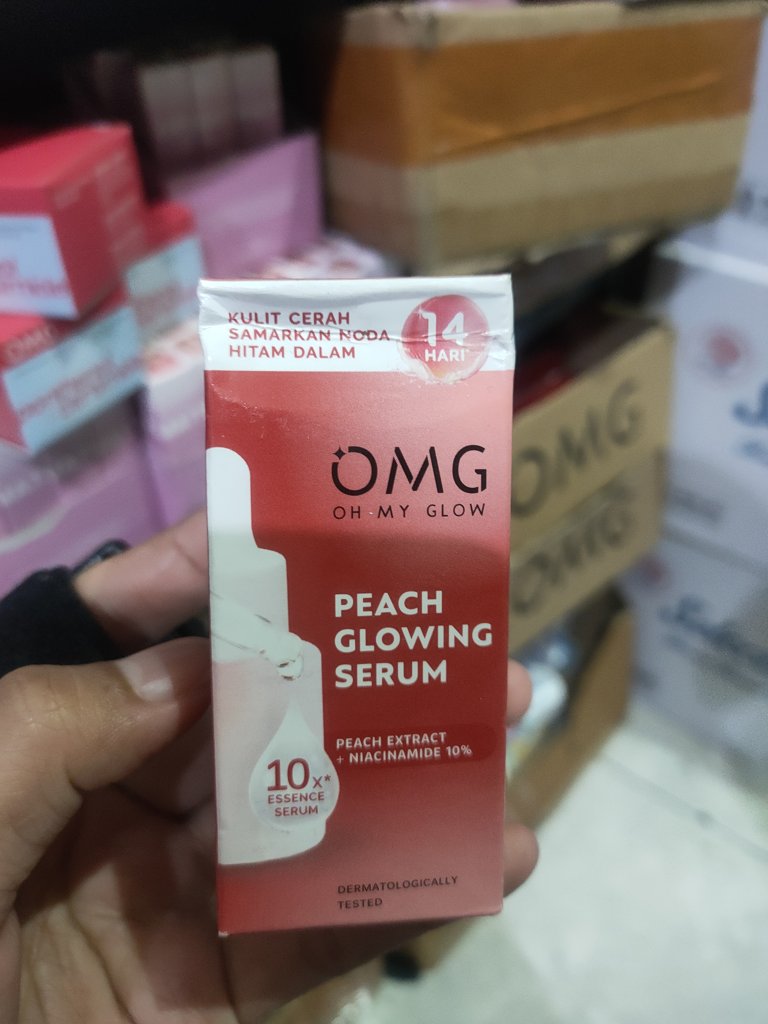 KULIT CERAH
SAMARKAN NODA
HITAM DALAM
14
HARI*
OMG
OH MY GLOW
PEACH
GLOWING
SERUM
PEACH EXTRACT
+ NIACINAMIDE 10%
10x*
ESSENCE
SERUM
DERMATOLOGICALLY
TESTED
OMG
OMG
OMG